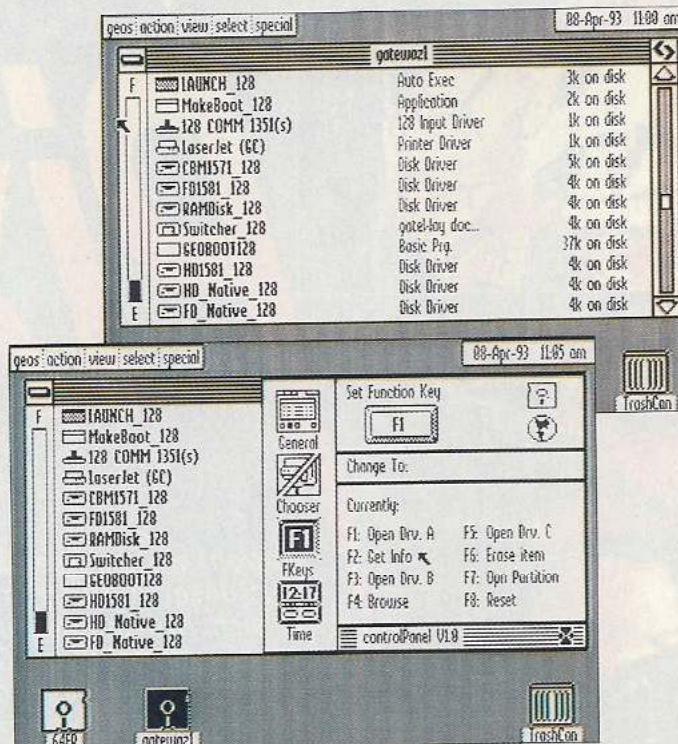 geos action view select special
08-Apr-93 11:00 am
gatewaz1
F
LAUNCH_128 Auto Exec 3k on disk
MakeBoot_128 Application 2k on disk
128 COMM 1351(s) 128 Input Driver 1k on disk
LaserJet (GC) Printer Driver 1k on disk
CBM1571_128 Disk Driver 5k on disk
FD1581_128 Disk Driver 4k on disk
RAMDisk_128 Disk Driver 4k on disk
Switcher_128 gateway doc... 4k on disk
GEOBOOT128 Basic Prg. 37k on disk
HD1581_128 Disk Driver 4k on disk
HD_Native_128 Disk Driver 4k on disk
FD_Native_128 Disk Driver 4k on disk
E
TrashCan
geos action view select special
08-Apr-93 11:05 am
F
LAUNCH_128
MakeBoot_128
128 COMM 1351(s)
LaserJet (GC)
CBM1571_128
FD1581_128
RAMDisk_128
Switcher_128
GEOBOOT128
HD1581_128
HD_Native_128
FD_Native_128
E
General
Chooser
F1
FKeys
12:17
Time
Set Function Key
F1
?
Change To:
Currently:
F1: Open Drv. A F5: Open Drv. C
F2: Get Info F6: Erase item
F3: Open Drv. B F7: Opn Partition
F4: Browse F8: Reset
controlPanel V1.0
64ER
gatewaz1
TrashCan